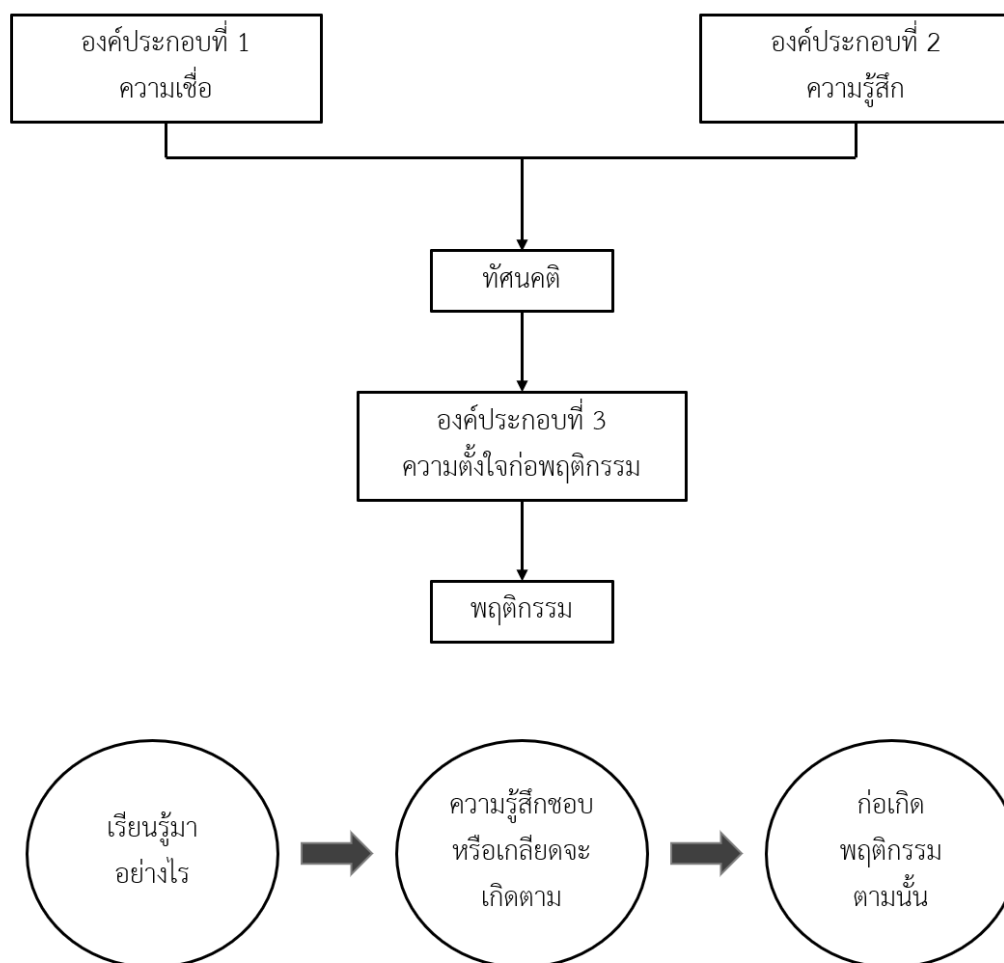 องค์ประกอบที่ 1
ความเชื่อ
องค์ประกอบที่ 2
ความรู้สึก
ทัศนคติ
องค์ประกอบที่ 3
ความตั้งใจก่อพฤติกรรม
พฤติกรรม
เรียนรู้มา
อย่างไร
ความรู้สึกชอบ
หรือเกลียดจะ
เกิดตาม
ก่อเกิด
พฤติกรรม
ตามนั้น